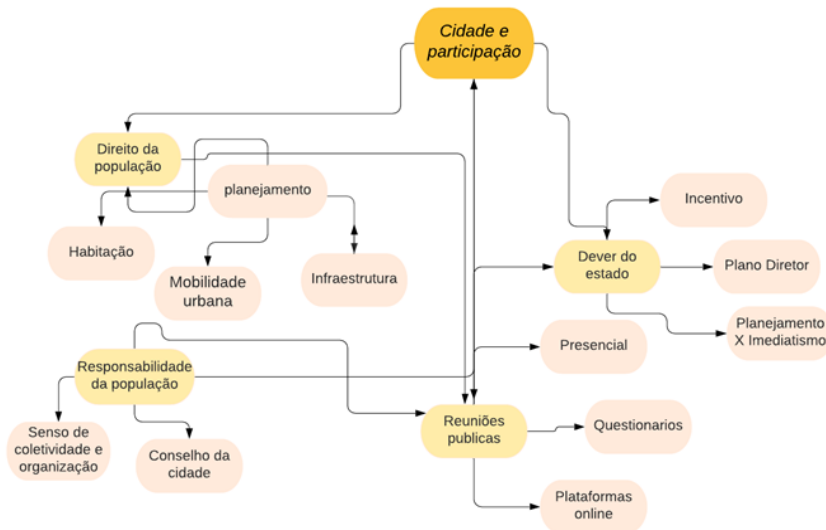 Cidade e
participação
Direito da
população
planejamento
Incentivo
Habitação
Mobilidade
urbana
Infraestrutura
Dever do
estado
Plano Diretor
Planejamento
X Imediatismo
Presencial
Responsabilidade
da população
Reuniões
publicas
Questionarios
Senso de
coletividade e
organização
Conselho da
cidade
Plataformas
online